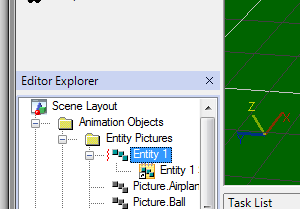 Editor Explorer
Scene Layout
Animation Objects
Entity Pictures
Entity 1
Entity 1
Picture.Airplan
Picture.Ball
Z
Task List